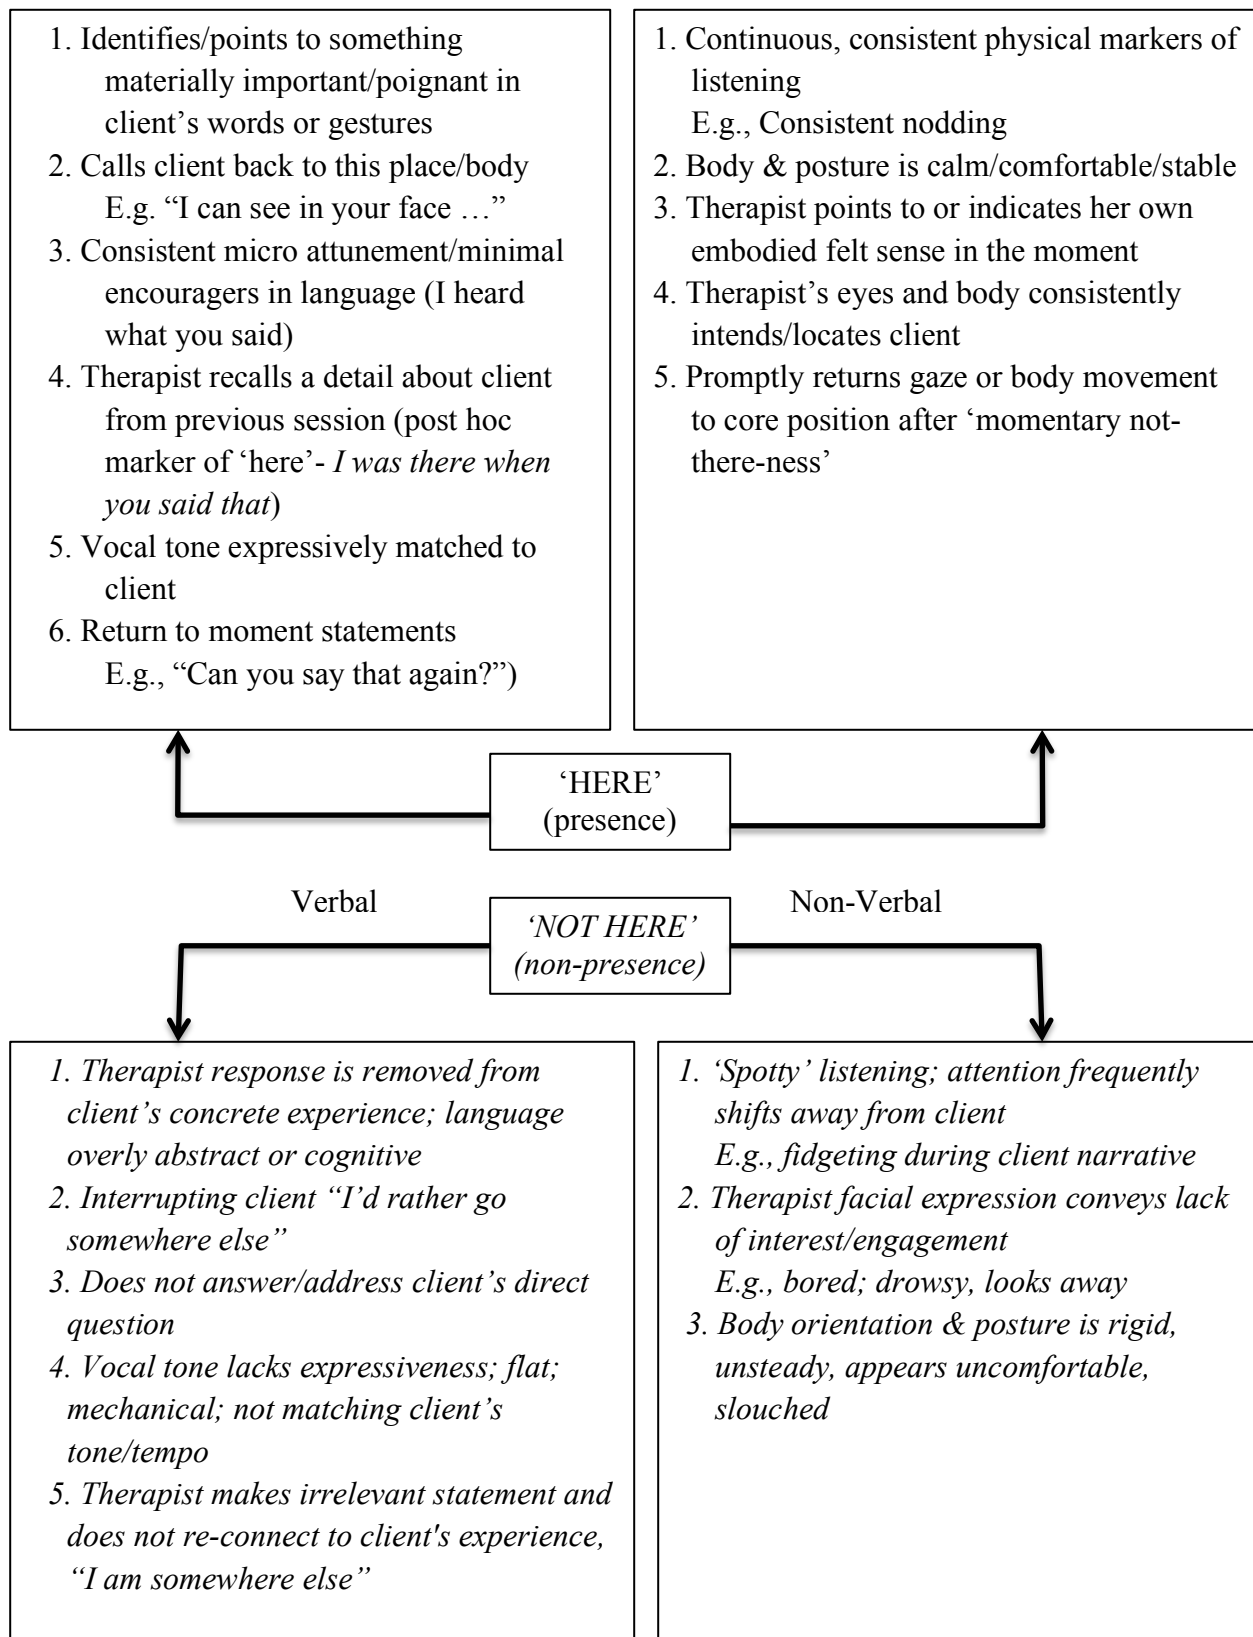 1. Identifies/points to something
materially important/poignant in
client’s words or gestures
2. Calls client back to this place/body
E.g. “I can see in your face …”
3. Consistent micro attunement/minimal
encouragers in language (I heard
what you said)
4. Therapist recalls a detail about client
from previous session (post hoc
marker of ‘here’- I was there when
you said that)
5. Vocal tone expressively matched to
client
6. Return to moment statements
E.g., “Can you say that again?”)
1. Continuous, consistent physical markers of
listening
E.g., Consistent nodding
2. Body & posture is calm/comfortable/stable
3. Therapist points to or indicates her own
embodied felt sense in the moment
4. Therapist’s eyes and body consistently
intends/locates client
5. Promptly returns gaze or body movement
to core position after ‘momentary not-
there-ness’
‘HERE’
(presence)
Verbal
Non-Verbal
‘NOT HERE’
(non-presence)
1. Therapist response is removed from
client’s concrete experience; language
overly abstract or cognitive
2. Interrupting client “I’d rather go
somewhere else”
3. Does not answer/address client’s direct
question
4. Vocal tone lacks expressiveness; flat;
mechanical; not matching client’s
tone/tempo
5. Therapist makes irrelevant statement and
does not re-connect to client's experience,
“I am somewhere else”
1. ‘Spotty’ listening; attention frequently
shifts away from client
E.g., fidgeting during client narrative
2. Therapist facial expression conveys lack
of interest/engagement
E.g., bored; drowsy, looks away
3. Body orientation & posture is rigid,
unsteady, appears uncomfortable,
slouched